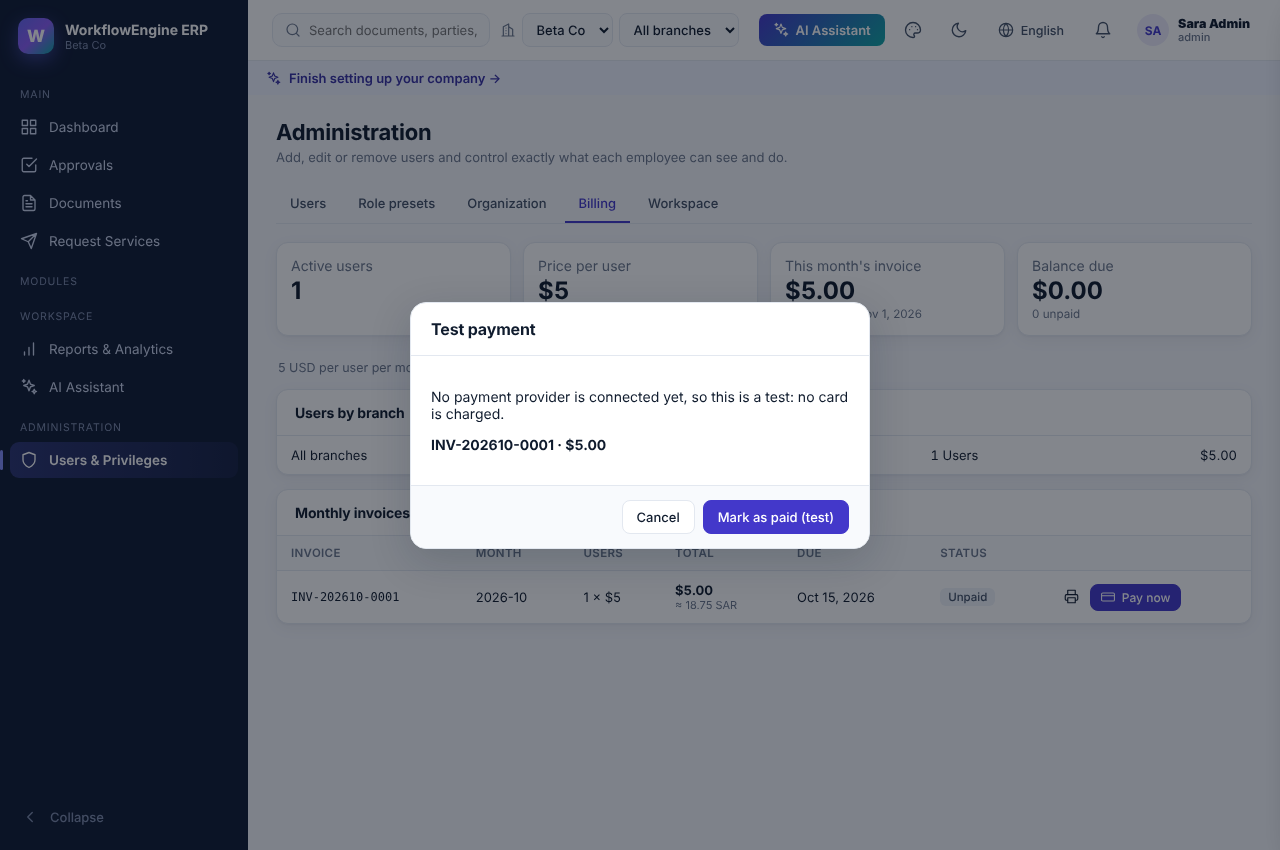 W
WorkflowEngine ERP
Beta Co
MAIN
Dashboard
Approvals
Documents
Request Services
MODULES
WORKSPACE
Reports & Analytics
AI Assistant
ADMINISTRATION
Users & Privileges
Collapse
Search documents, parties,
Beta Co
All branches
AI Assistant
English
SA
Sara Admin
admin
Finish setting up your company →
Administration
Add, edit or remove users and control exactly what each employee can see and do.
Users Role presets Organization Billing Workspace
Active users
1
Price per user
$5
This month's invoice
$5.00
1, 2026
Balance due
$0.00
0 unpaid
5 USD per user per
Users by branch
All branches 1 Users $5.00
Monthly invoices
INVOICE MONTH USERS TOTAL DUE STATUS
INV-202610-0001 2026-10 1 × $5 $5.00 Oct 15, 2026 Unpaid Pay now
≈ 18.75 SAR
Test payment
No payment provider is connected yet, so this is a test: no card
is charged.
INV-202610-0001 · $5.00
Cancel Mark as paid (test)